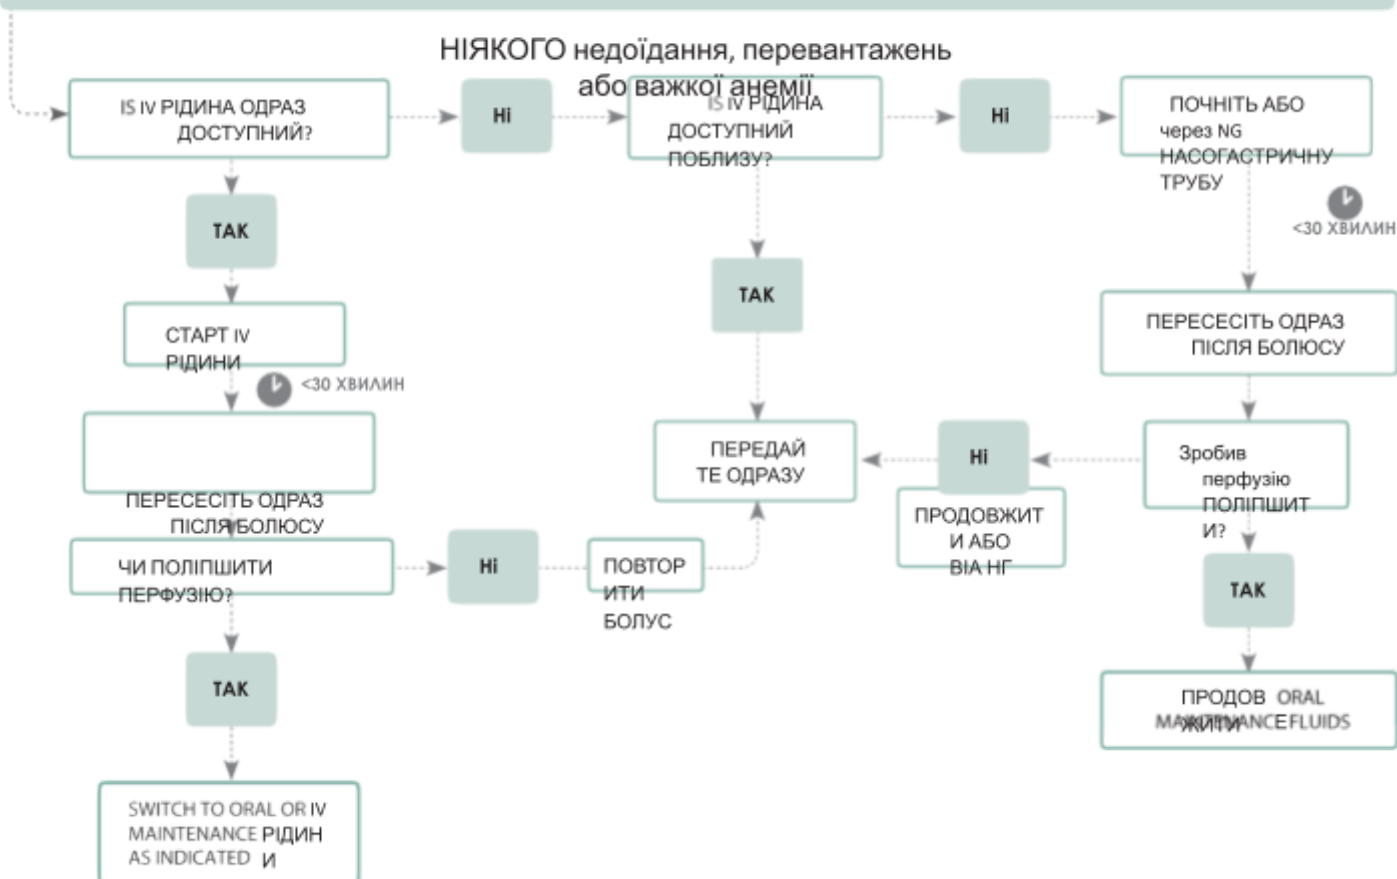 НІЯКОГО недоїдання, перевантажень
або важкої анемії
IS IV РІДИНА ОДРАЗ
ДОСТУПНИЙ?
Ні
IS IV РІДИНА
ДОСТУПНИЙ
ПОБЛИЗУ?
Ні
ПОЧНІТЬ АБО
через NG
НАСОГАСТРИЧНУ
ТРУБУ
<30 ХВИЛИН
ТАК
ТАК
СТАРТ IV
РІДИНИ
<30 ХВИЛИН
ПЕРЕСЕСІТЬ ОДРАЗ
ПІСЛЯ БОЛЮСУ
ПЕРЕСЕСІТЬ ОДРАЗ
ПІСЛЯ БОЛЮСУ
ПЕРЕДАЙ
ТЕ ОДРАЗУ
Ні
Зробив
перфузію
ПОЛІПШИТ
И?
ПРОДОВЖИТ
И АБО
ВІА НГ
ЧИ ПОЛІПШИТИ
ПЕРФУЗІЮ?
Ні
ПОВТОР
ИТИ
БОЛУС
ТАК
ТАК
ПРОДОВ ORAL
ЖИТИ MAINTENANCE FLUIDS
SWITCH TO ORAL OR IV
MAINTENANCE РІДИН
AS INDICATED И